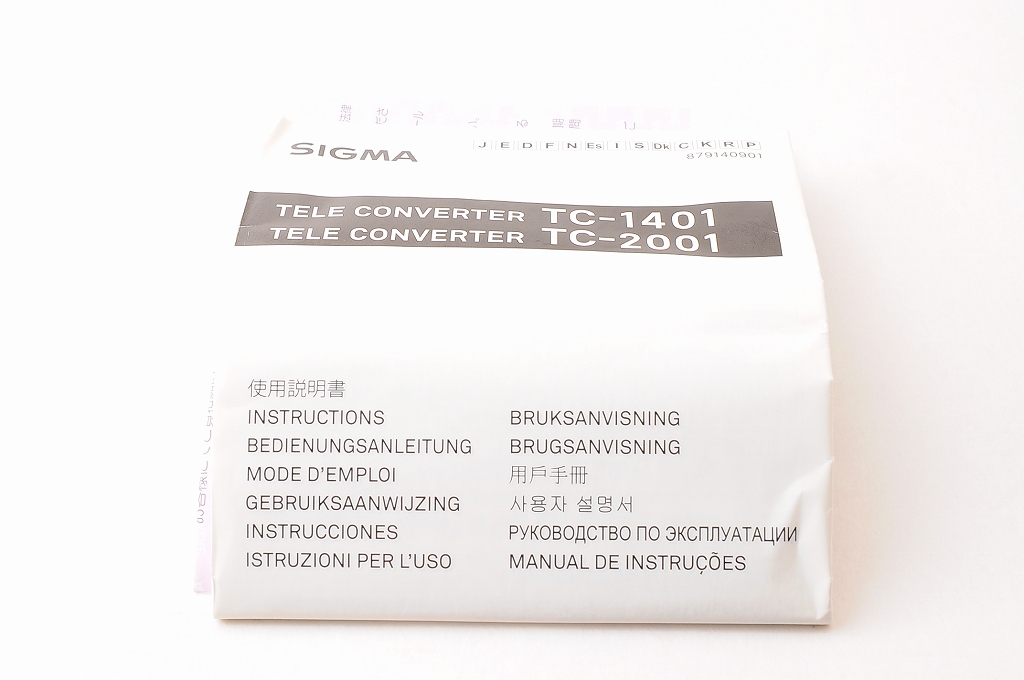 SIGMA
J E D F N Es I S Dk C K R P
879140901
TELE CONVERTER TC-1401
TELE CONVERTER TC-2001
使用説明書
INSTRUCTIONS
BEDIENUNGSANLEITUNG
MODE D'EMPLOI
GEBRUIKSAANWIJZING
INSTRUCCIONES
ISTRUZIONI PER L'USO
BRUKSANVISNING
BRUGSANVISNING
用戶手冊
사용자 설명서
РУКОВОДСТВО ПО ЭКСПЛУАТАЦИИ
MANUAL DE INSTRUÇÕES